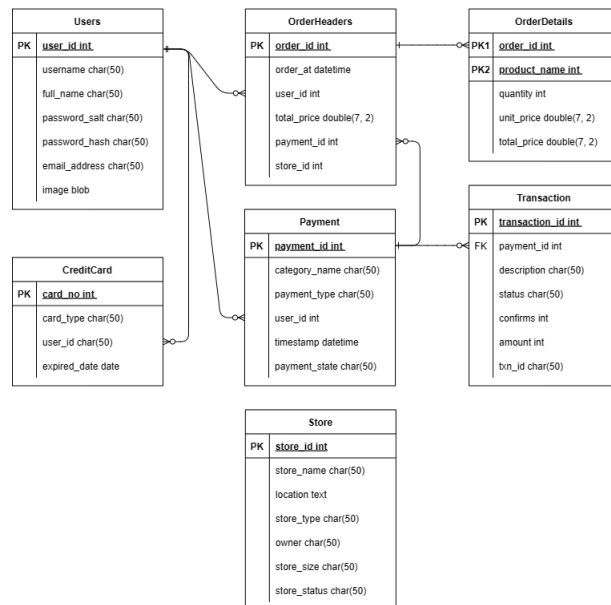 Users
PK user_id int
username char(50)
full_name char(50)
password_salt char(50)
password_hash char(50)
email_address char(50)
image blob
OrderHeaders
PK order_id int
order_at datetime
user_id int
total_price double(7, 2)
payment_id int
store_id int
OrderDetails
PK1 order_id int
PK2 product_name int
quantity int
unit_price double(7, 2)
total_price double(7, 2)
CreditCard
PK card_no int
card_type char(50)
user_id char(50)
expired_date date
Payment
PK payment_id int
category_name char(50)
payment_type char(50)
user_id int
timestamp datetime
payment_state char(50)
Transaction
PK transaction_id int
FK payment_id int
description char(50)
status char(50)
confirms int
amount int
txn_id char(50)
Store
PK store_id int
store_name char(50)
location text
store_type char(50)
owner char(50)
store_size char(50)
store_status char(50)